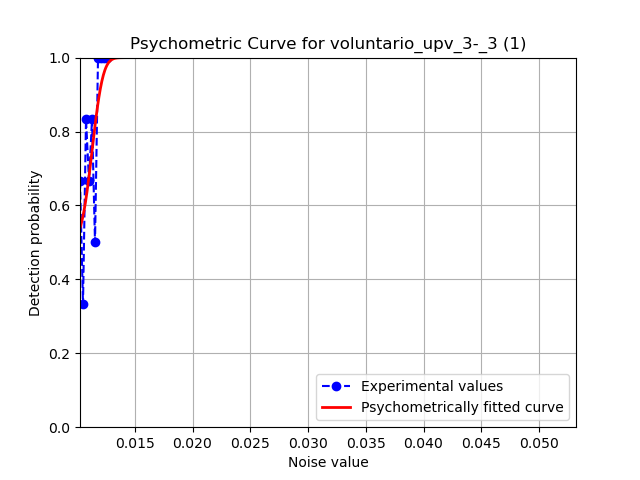 Psychometric Curve for voluntario_upv_3-_3 (1)
1.0
0.8
0.6
0.4
0.2
0.0
Detection probability
Experimental values
Psychometrically fitted curve
0.015 0.020 0.025 0.030 0.035 0.040 0.045 0.050
Noise value